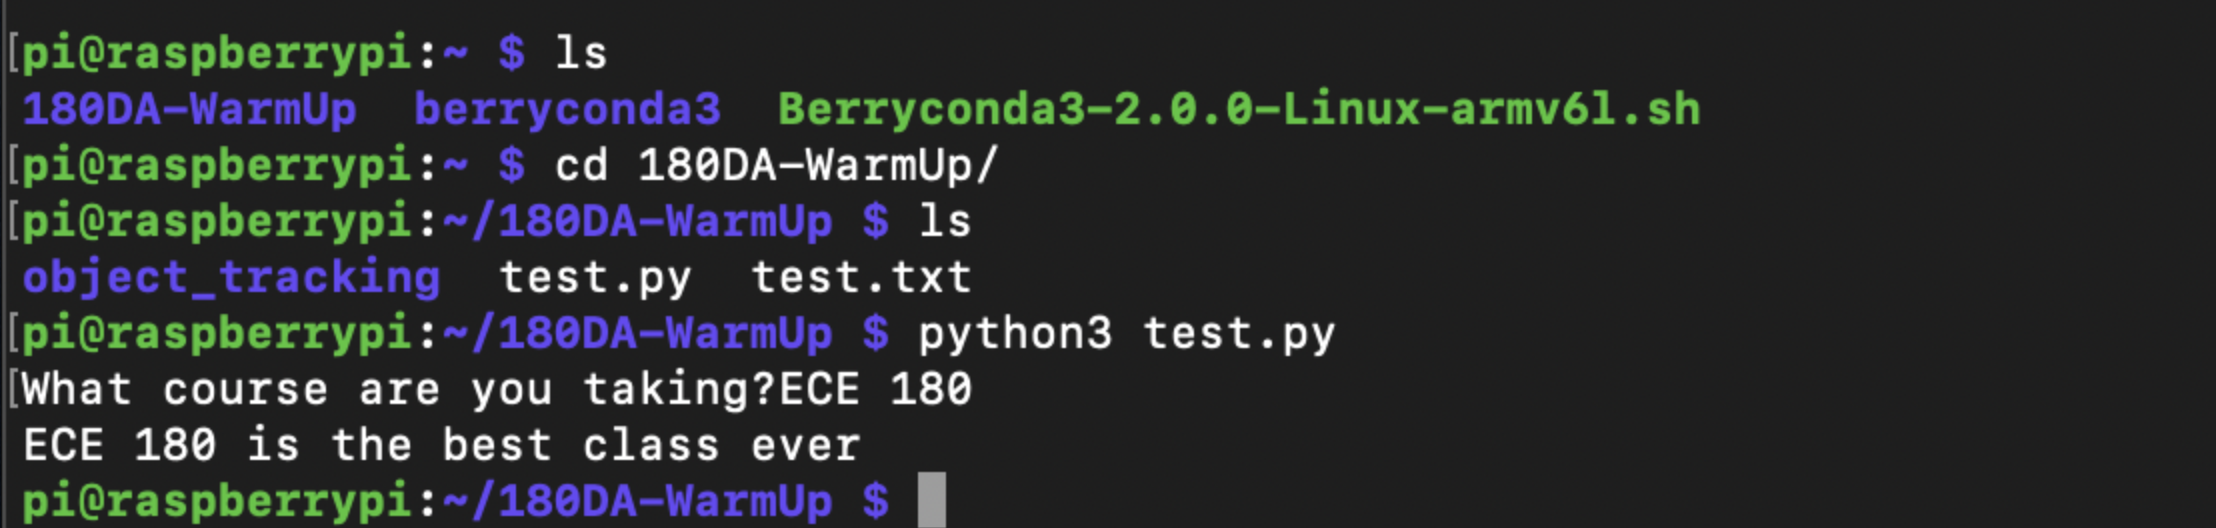 [pi@raspberrypi:~ $ ls
180DA-WarmUp  berryconda3  Berryconda3-2.0.0-Linux-armv6l.sh
[pi@raspberrypi:~ $ cd 180DA-WarmUp/
[pi@raspberrypi:~/180DA-WarmUp $ ls
object_tracking  test.py  test.txt
[pi@raspberrypi:~/180DA-WarmUp $ python3 test.py
[What course are you taking?ECE 180
ECE 180 is the best class ever
pi@raspberrypi:~/180DA-WarmUp $